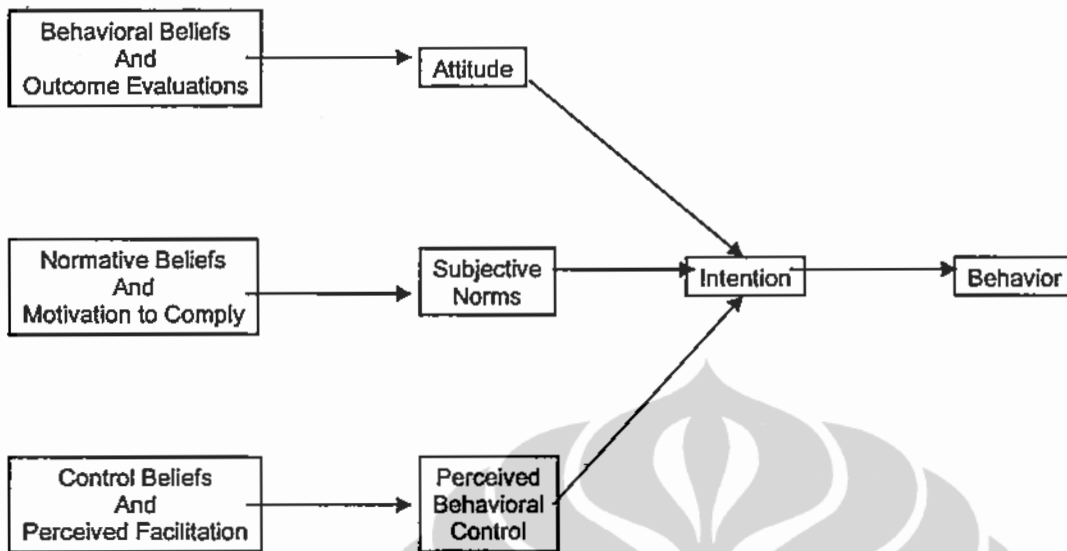 Behavioral Beliefs
And
Outcome Evaluations
Attitude
Normative Beliefs
And
Motivation to Comply
Subjective
Norms
Intention
Behavior
Control Beliefs
And
Perceived Facilitation
Perceived
Behavioral
Control